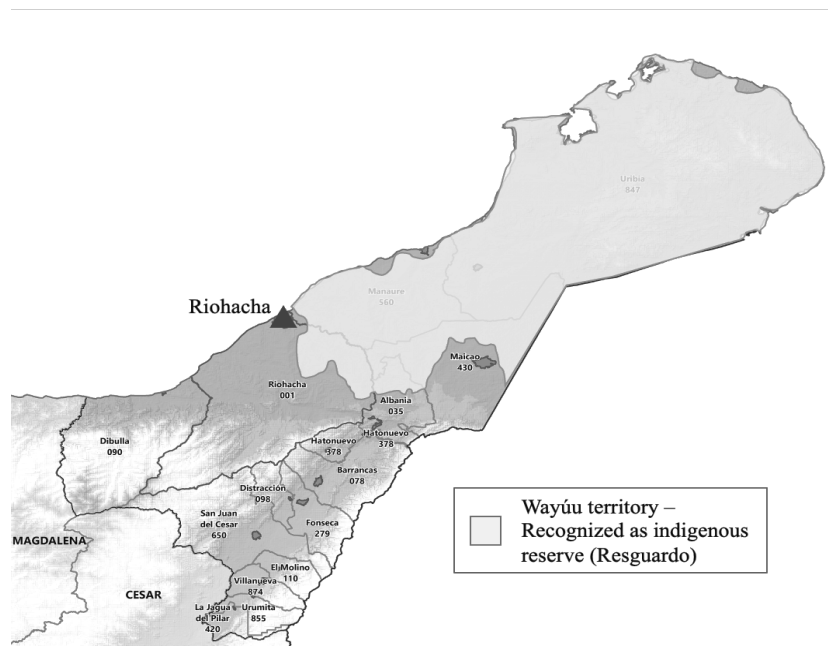 Uribia
847
Manaure
560
Riohacha
Maicao
430
Riohacha
001
Albania
035
Dibulla
090
Hatonuevo
378
Hatonuevo
378
Barrancas
078
Distracción
098
San Juan
del Cesar
650
Fonseca
279
MAGDALENA
El Molino
110
Villanueva
874
CESAR
La Jagua
del Pilar
420
Urumita
855
Wayúu territory –
Recognized as indigenous
reserve (Resguardo)